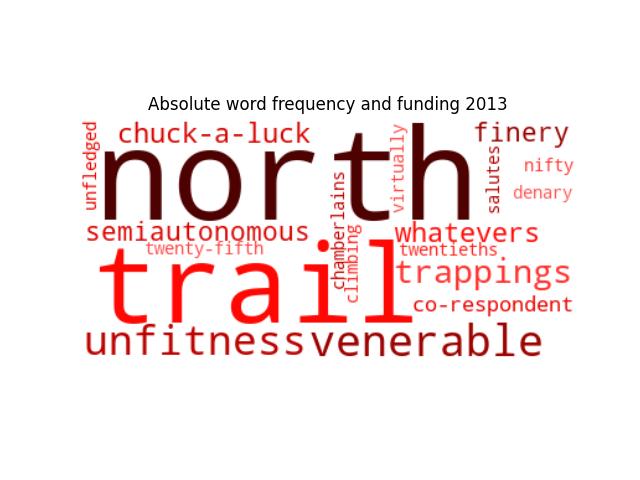 Absolute word frequency and funding 2013
unfledged
chuck-a-luck
north
virtually
finery
salutes
nifty
denary
semiautonomous
chamberlains
whatevers
twenty-fifth
climbing
twentieths
trail
trappings
co-respondent
unfitness
venerable